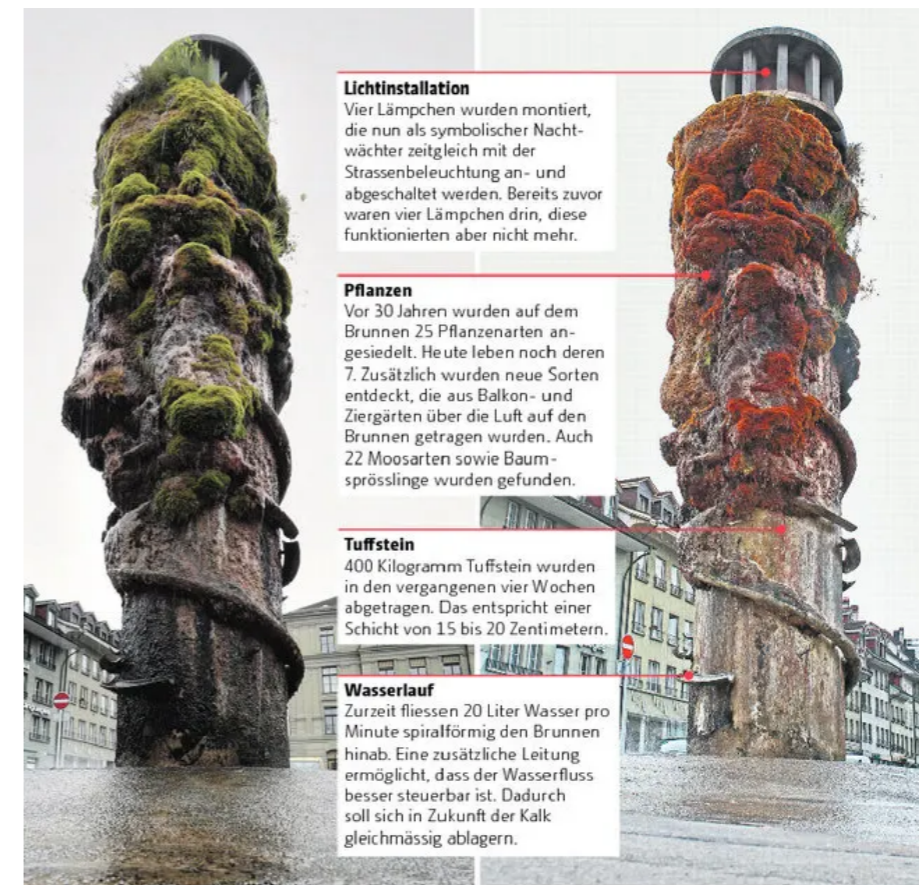 Lichtinstallation
Vier Lämpchen wurden montiert,
die nun als symbolischer Nacht-
wächter zeitgleich mit der
Strassenbeleuchtung an- und
abgeschaltet werden. Bereits zuvor
waren vier Lämpchen drin, diese
funktionierten aber nicht mehr.
Pflanzen
Vor 30 Jahren wurden auf dem
Brunnen 25 Pflanzenarten an-
gesiedelt. Heute leben noch deren
7. Zusätzlich wurden neue Sorten
entdeckt, die aus Balkon- und
Ziergärten über die Luft auf den
Brunnen getragen wurden. Auch
22 Moosarten sowie Baum-
sprösslinge wurden gefunden.
Tuffstein
400 Kilogramm Tuffstein wurden
in den vergangenen vier Wochen
abgetragen. Das entspricht einer
Schicht von 15 bis 20 Zentimetern.
Wasserlauf
Zurzeit fliessen 20 Liter Wasser pro
Minute spiralförmig den Brunnen
hinab. Eine zusätzliche Leitung
ermöglicht, dass der Wasserfluss
besser steuerbar ist. Dadurch
soll sich in Zukunft der Kalk
gleichmässig ablagern.